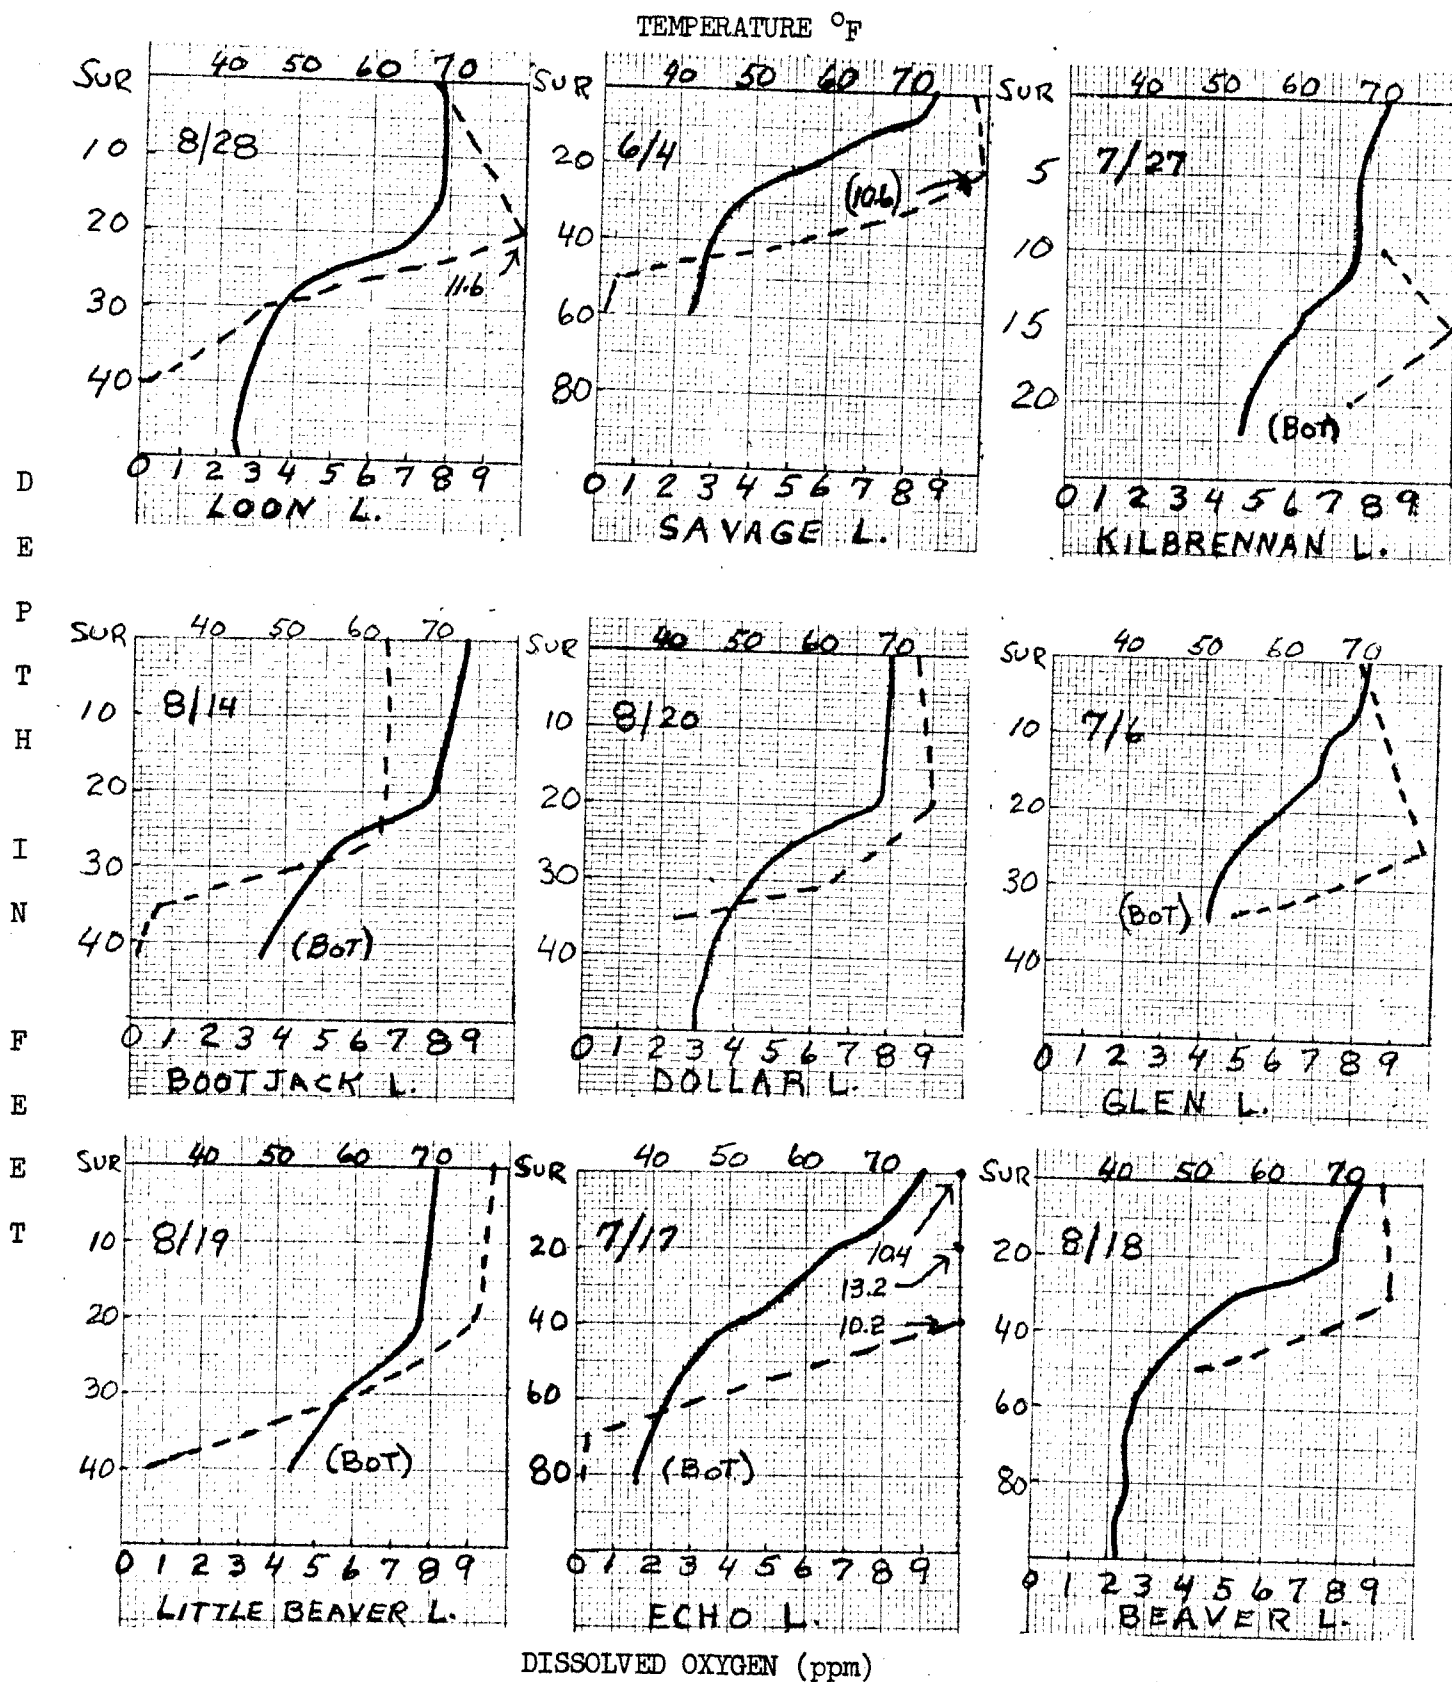 TEMPERATURE °F
SUR 40 50 60 70
10
20
30
40
8/28
11.6
0 1 2 3 4 5 6 7 8 9
LOON L.
SUR 40 50 60 70
20
40
60
80
6/4
(10.6)
0 1 2 3 4 5 6 7 8 9
SAVAGE L.
SUR 40 50 60 70
5
10
15
20
7/27
(BOT)
0 1 2 3 4 5 6 7 8 9
KILBRENNAN L.
DEPTH IN FEET
SUR 40 50 60 70
10
20
30
40
8/14
(BOT)
0 1 2 3 4 5 6 7 8 9
BOOTJACK L.
SUR 40 50 60 70
10
20
30
40
8/20
0 1 2 3 4 5 6 7 8 9
DOLLAR L.
SUR 40 50 60 70
10
20
30
40
7/6
(BOT)
0 1 2 3 4 5 6 7 8 9
GLEN L.
SUR 40 50 60 70
10
20
30
40
8/19
(BOT)
0 1 2 3 4 5 6 7 8 9
LITTLE BEAVER L.
SUR 40 50 60 70
20
40
60
80
7/17
10.4
13.2
10.2
(BOT)
0 1 2 3 4 5 6 7 8 9
ECHO L.
SUR 40 50 60 70
20
40
60
80
8/18
0 1 2 3 4 5 6 7 8 9
BEAVER L.
DISSOLVED OXYGEN (ppm)